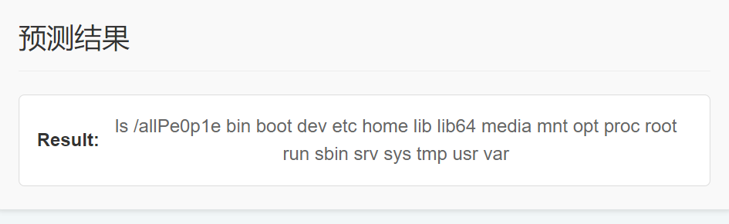 预测结果
Result: ls /allPe0p1e bin boot dev etc home lib lib64 media mnt opt proc root
run sbin srv sys tmp usr var